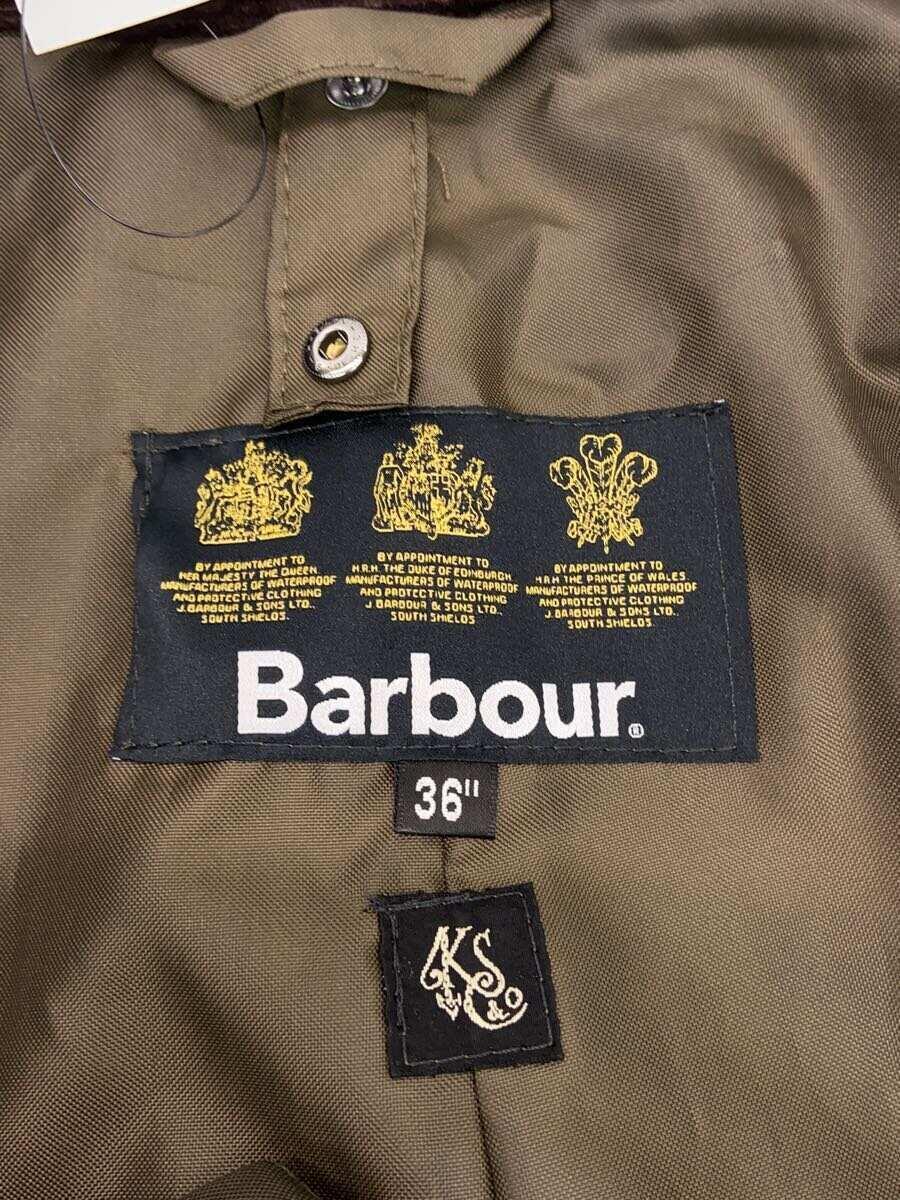 BY APPOINTMENT TO
HER MAJESTY THE QUEEN
MANUFACTURERS OF WATERPROOF
AND PROTECTIVE CLOTHING
J. BARBOUR & SONS LTD.,
SOUTH SHIELDS.
BY APPOINTMENT TO
H.R.H. THE DUKE OF EDINBURGH
MANUFACTURERS OF WATERPROOF
AND PROTECTIVE CLOTHING
J. BARBOUR & SONS LTD.,
SOUTH SHIELDS
BY APPOINTMENT TO
H.R.H. THE PRINCE OF WALES
MANUFACTURERS OF WATERPROOF
AND PROTECTIVE CLOTHING
J. BARBOUR & SONS LTD.,
SOUTH SHIELDS
Barbour®
36"
KS
&Co